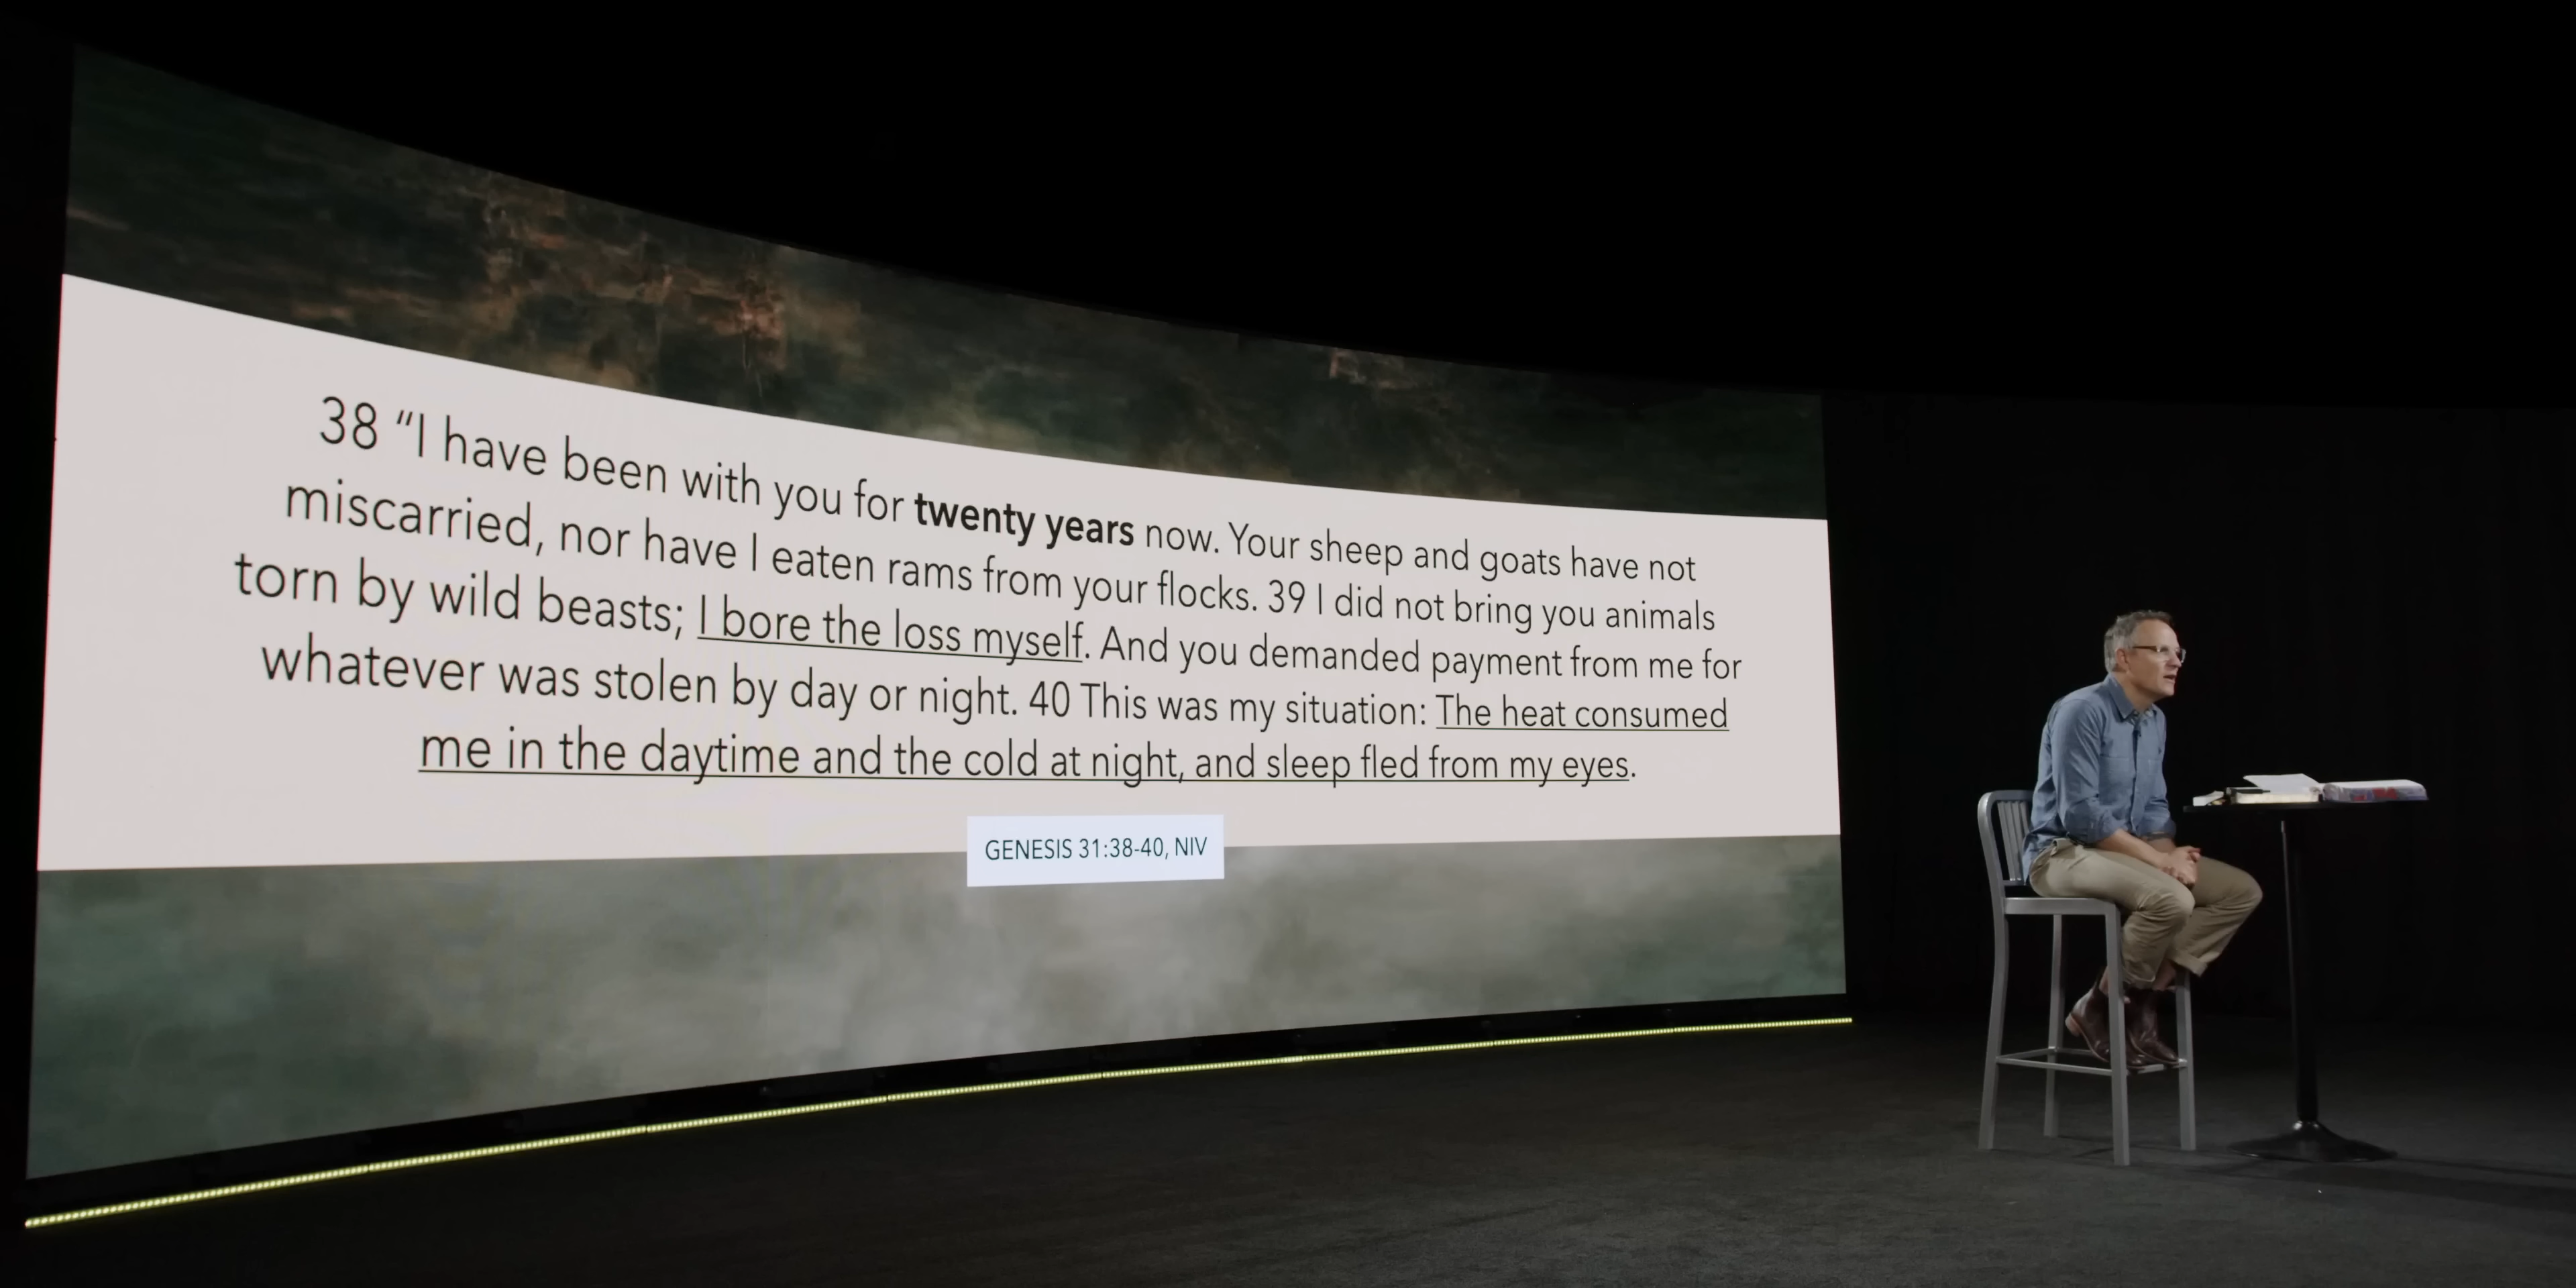 38 “I have been with you for twenty years now. Your sheep and goats have not
miscarried, nor have I eaten rams from your flocks. 39 I did not bring you animals
torn by wild beasts; I bore the loss myself. And you demanded payment from me for
whatever was stolen by day or night. 40 This was my situation: The heat consumed
me in the daytime and the cold at night, and sleep fled from my eyes.
GENESIS 31:38-40, NIV